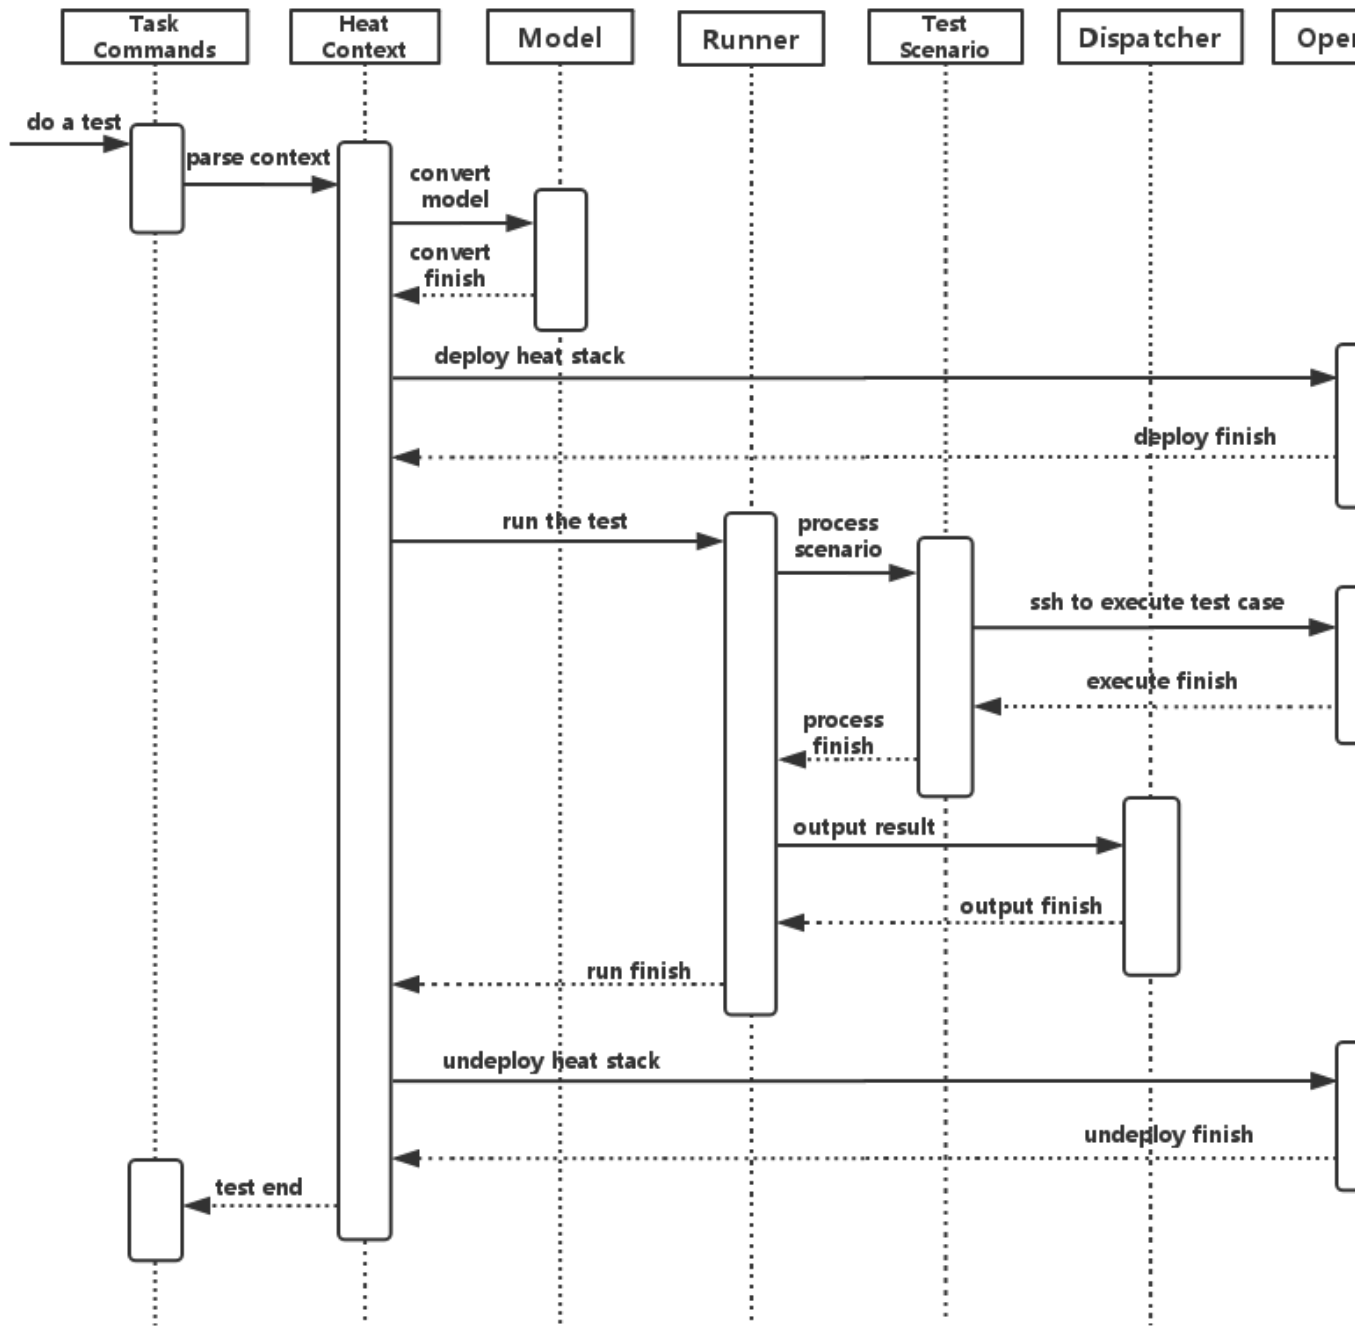 Task
Commands
Heat
Context
Model
Runner
Test
Scenario
Dispatcher
do a test
parse context
convert
model
convert
finish
deploy heat stack
deploy finish
run the test
process
scenario
ssh to execute test case
execute finish
process
finish
output result
output finish
run finish
undeploy heat stack
undeploy finish
test end